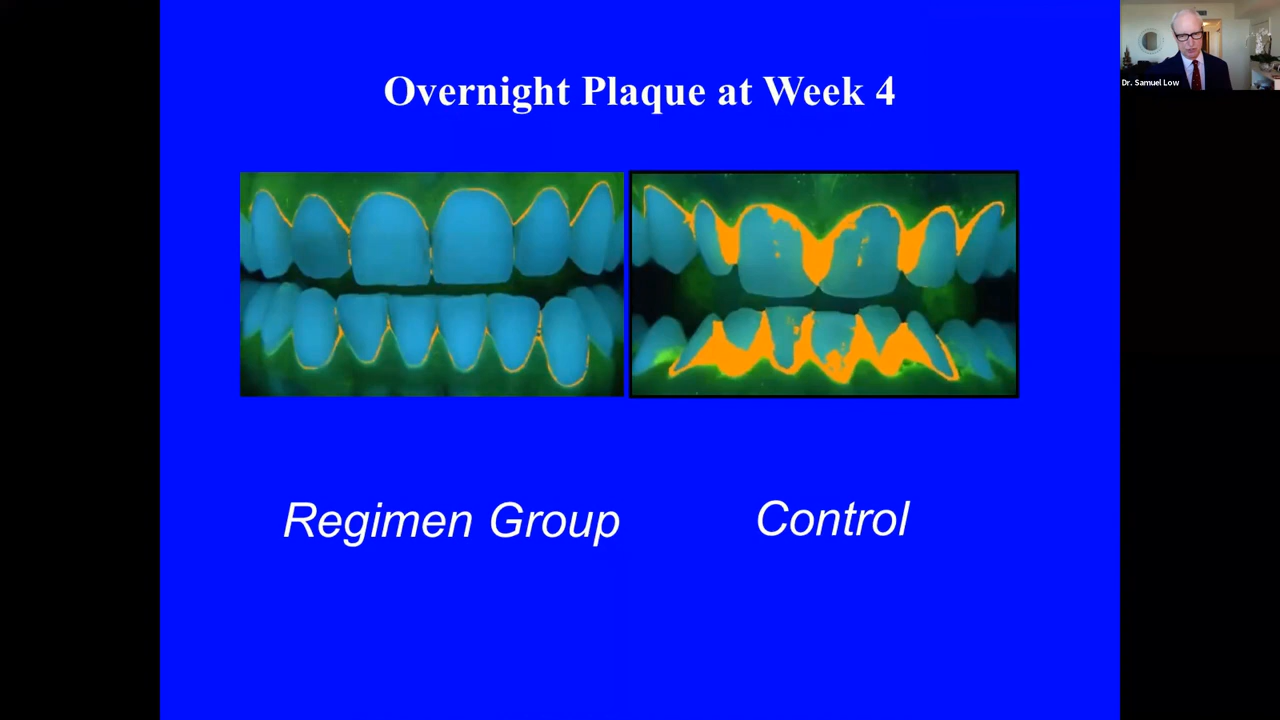 Overnight Plaque at Week 4
Dr. Samuel Low
Regimen Group
Control